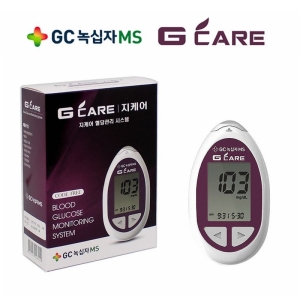 GC녹십자MS G CARE
G CARE | 지케어
지케어 혈당관리 시스템
CODE FREE
BLOOD
GLUCOSE
MONITORING
SYSTEM
GC녹십자MS
GC녹십자MS
G CARE
103
mg/dL